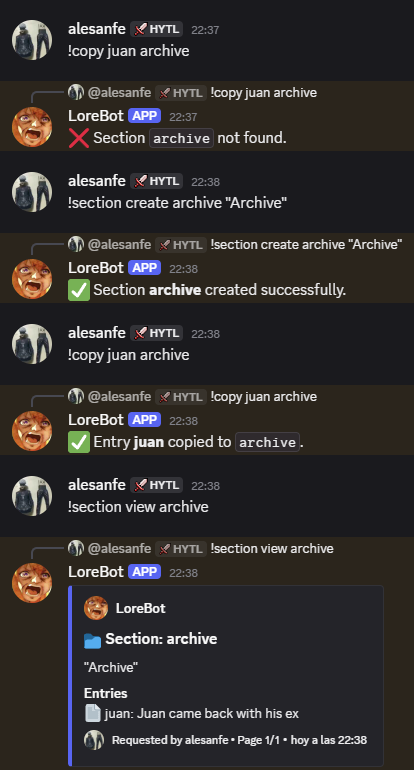 alesanfe HYTL 22:37
!copy juan archive
@alesanfe HYTL !copy juan archive
LoreBot APP 22:37
❌ Section archive not found.
alesanfe HYTL 22:38
!section create archive "Archive"
@alesanfe HYTL !section create archive "Archive"
LoreBot APP 22:38
✅ Section archive created successfully.
alesanfe HYTL 22:38
!copy juan archive
@alesanfe HYTL !copy juan archive
LoreBot APP 22:38
✅ Entry juan copied to archive.
alesanfe HYTL 22:38
!section view archive
@alesanfe HYTL !section view archive
LoreBot APP 22:38
LoreBot
📁 Section: archive
"Archive"
Entries
📄 juan: Juan came back with his ex
Requested by alesanfe • Page 1/1 • hoy a las 22:38